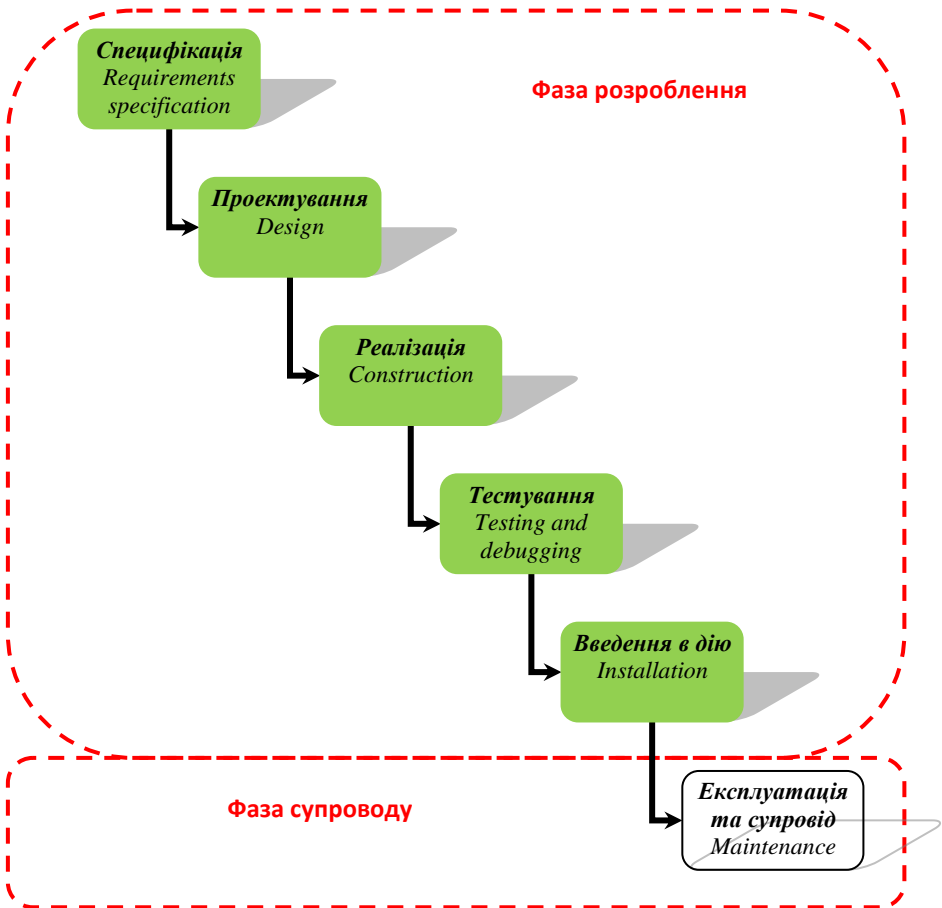 Специфікація
Requirements
specification
Фаза розроблення
Проектування
Design
Реалізація
Construction
Тестування
Testing and
debugging
Введення в дію
Installation
Фаза супроводу
Експлуатація
та супровід
Maintenance